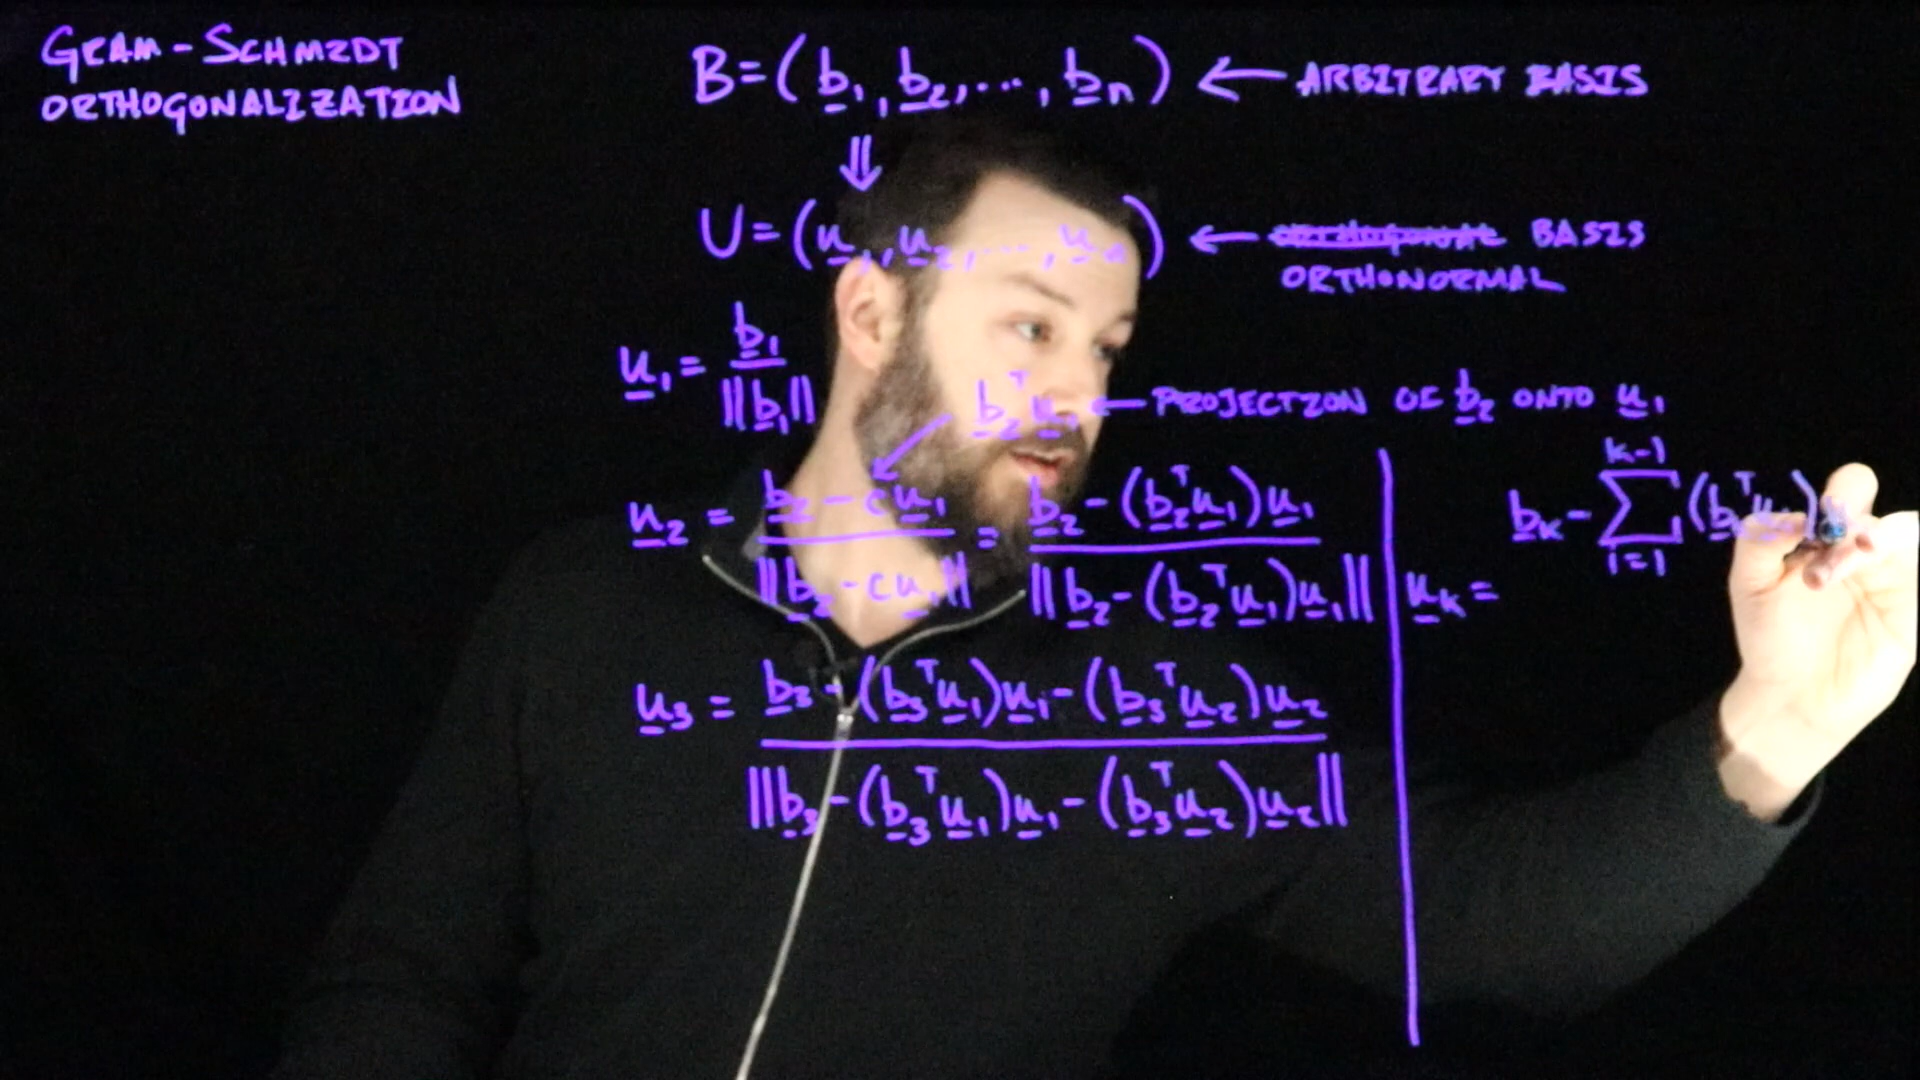 GRAM-SCHMIDT
ORTHOGONALIZATION
B=(b₁,b₂,...,bₙ) ← ARBITRARY BASIS
⇓
U=(u₁,u₂,...,uₙ) ← BASIS
ORTHONORMAL
u₁ = b₁ / ||b₁||
b₂ᵀu₁ ← PROJECTION OF b₂ ONTO u₁
u₂ = (b₂ - cu₁) / ||b₂ - cu₁|| = (b₂ - (b₂ᵀu₁)u₁) / ||b₂ - (b₂ᵀu₁)u₁||
u₃ = (b₃ - (b₃ᵀu₁)u₁ - (b₃ᵀu₂)u₂) / ||b₃ - (b₃ᵀu₁)u₁ - (b₃ᵀu₂)u₂||
k-1
bₖ - Σ (bₖᵀuᵢ)
i=1
uₖ =